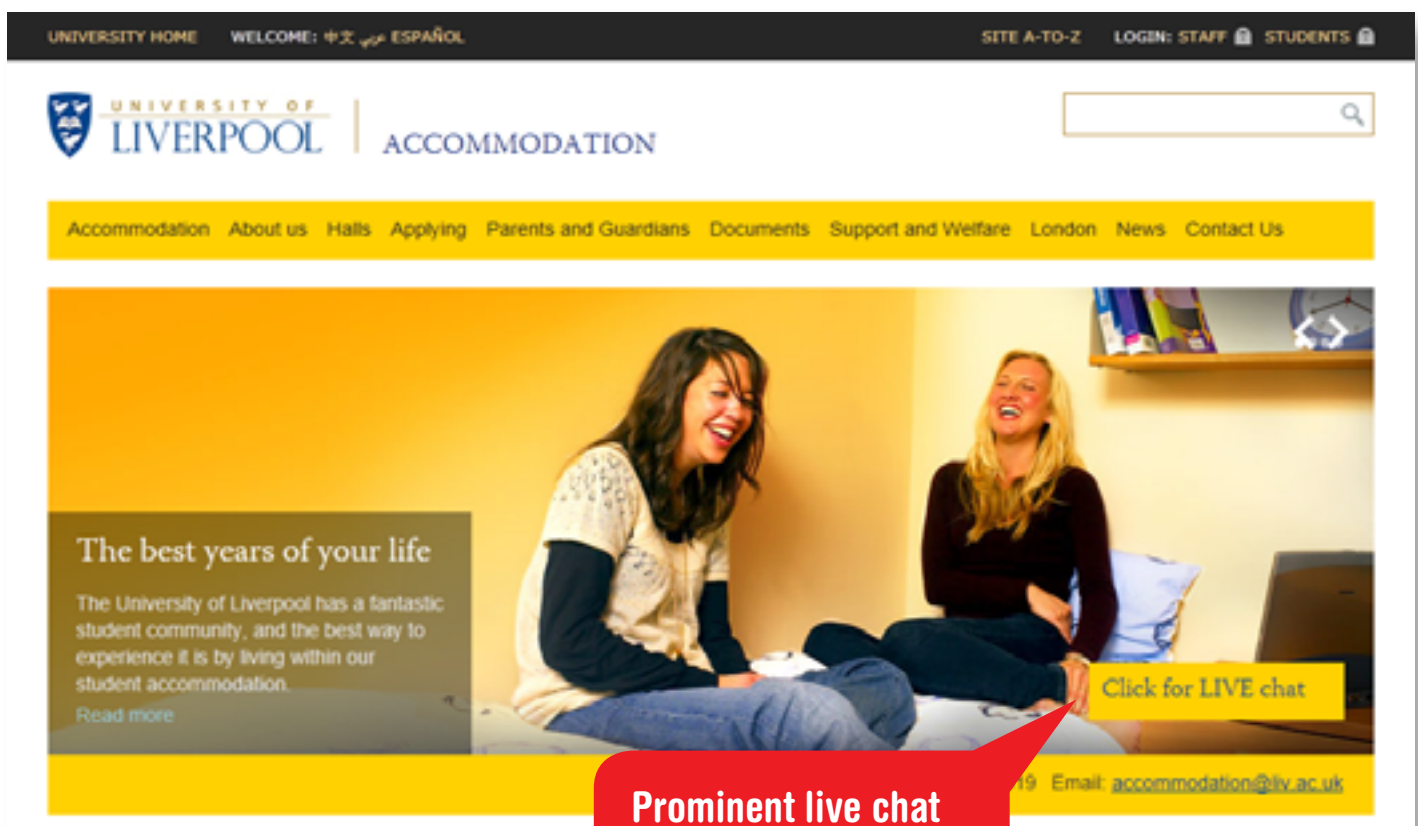 UNIVERSITY HOME WELCOME: 中文 عربي ESPAÑOL SITE A-TO-Z LOGIN: STAFF STUDENTS
UNIVERSITY OF
LIVERPOOL ACCOMMODATION
Accommodation About us Halls Applying Parents and Guardians Documents Support and Welfare London News Contact Us
The best years of your life
The University of Liverpool has a fantastic
student community, and the best way to
experience it is by living within our
student accommodation.
Read more
Click for LIVE chat
19 Email: accommodation@liv.ac.uk
Prominent live chat